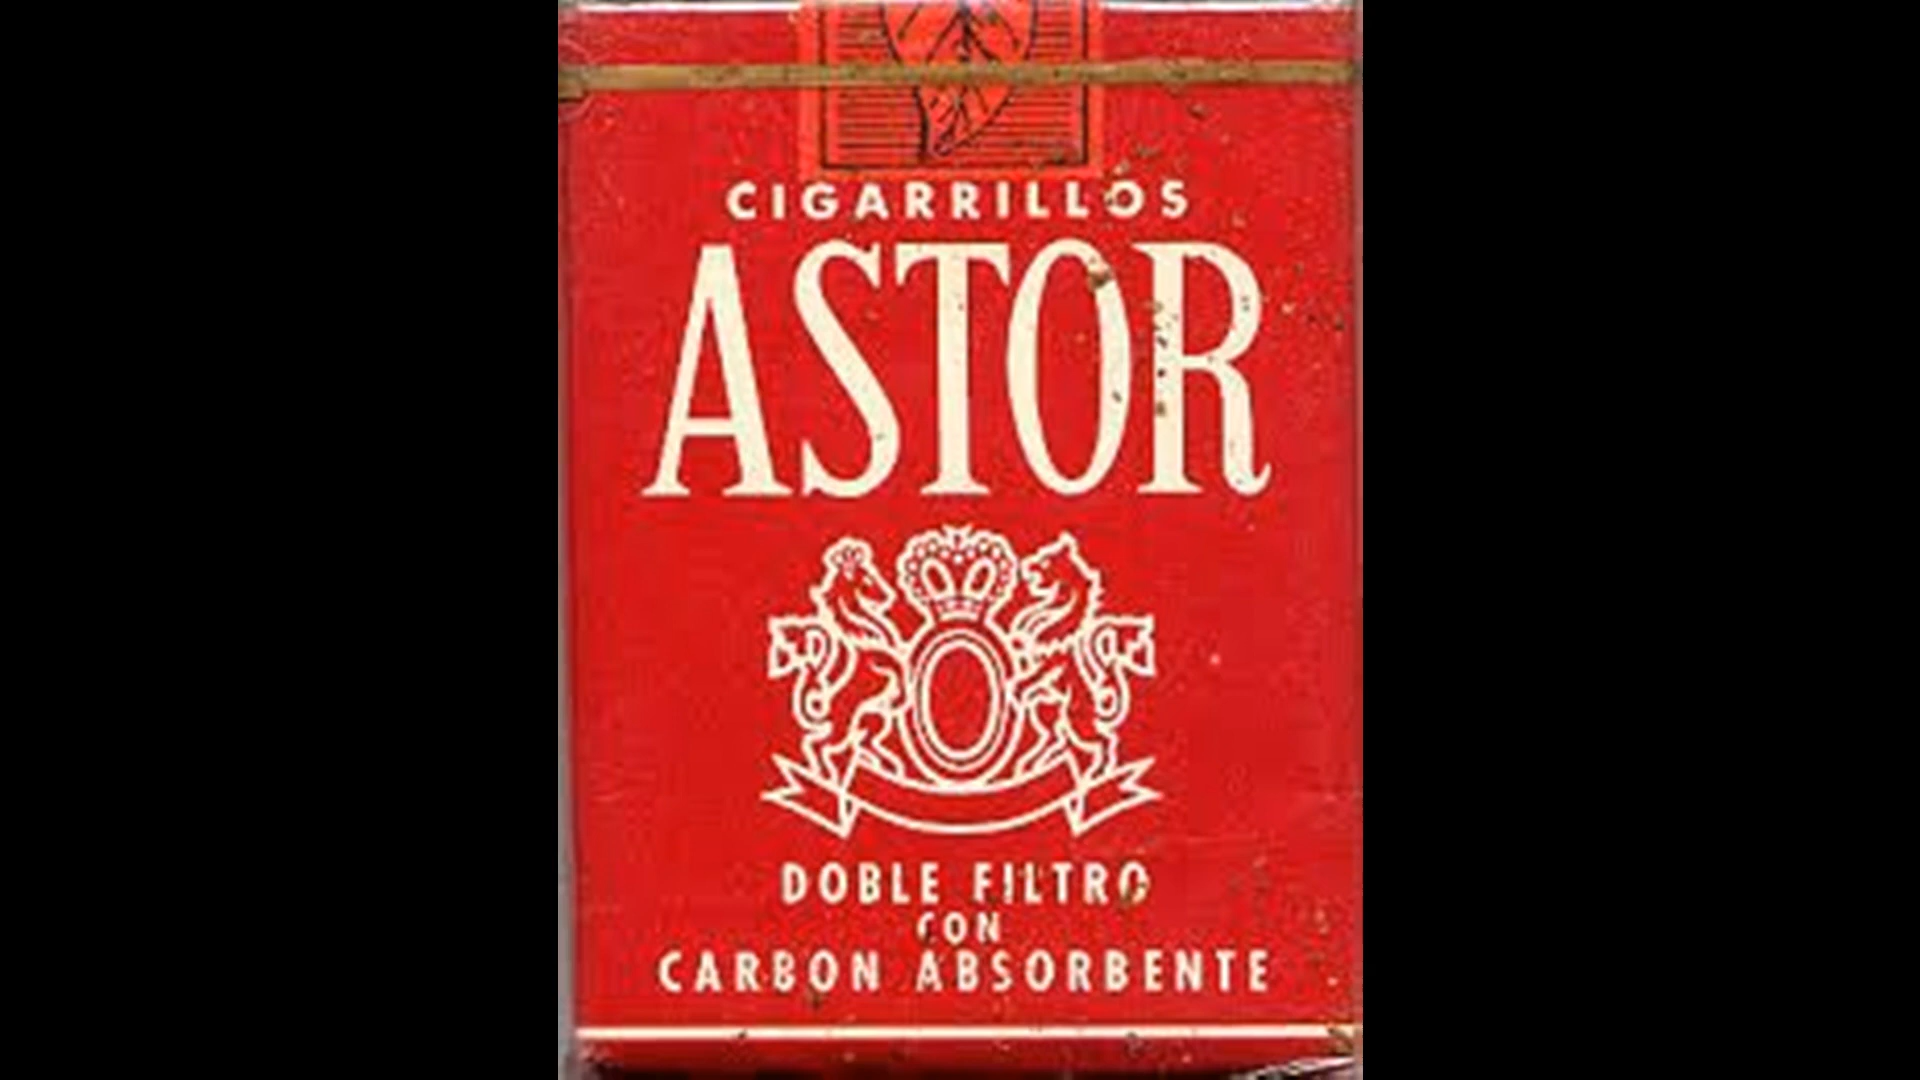 CIGARRILLOS
ASTOR
DOBLE FILTRO
CON
CARBON ABSORBENTE